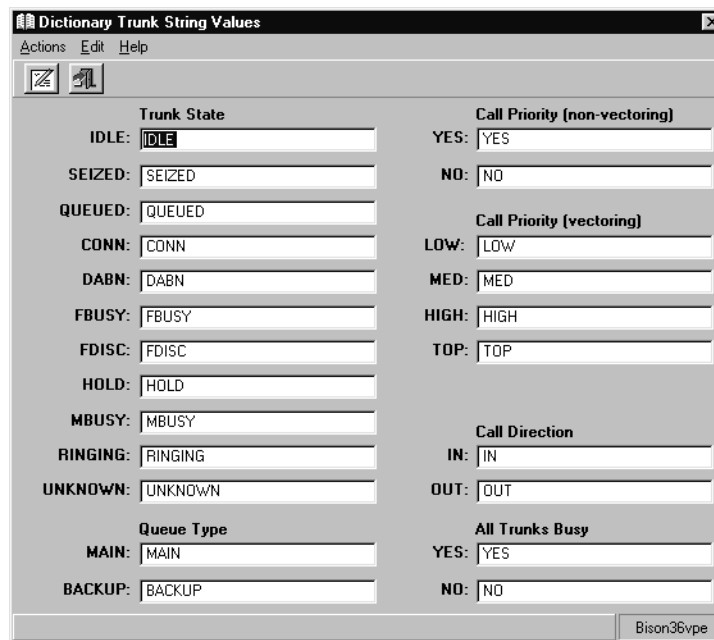 Dictionary Trunk String Values
Actions Edit Help
Trunk State
IDLE: IDLE
SEIZED: SEIZED
QUEUED: QUEUED
CONN: CONN
DABN: DABN
FBUSY: FBUSY
FDISC: FDISC
HOLD: HOLD
MBUSY: MBUSY
RINGING: RINGING
UNKNOWN: UNKNOWN
Queue Type
MAIN: MAIN
BACKUP: BACKUP
Call Priority (non-vectoring)
YES: YES
NO: NO
Call Priority (vectoring)
LOW: LOW
MED: MED
HIGH: HIGH
TOP: TOP
Call Direction
IN: IN
OUT: OUT
All Trunks Busy
YES: YES
NO: NO
Bison36vpe